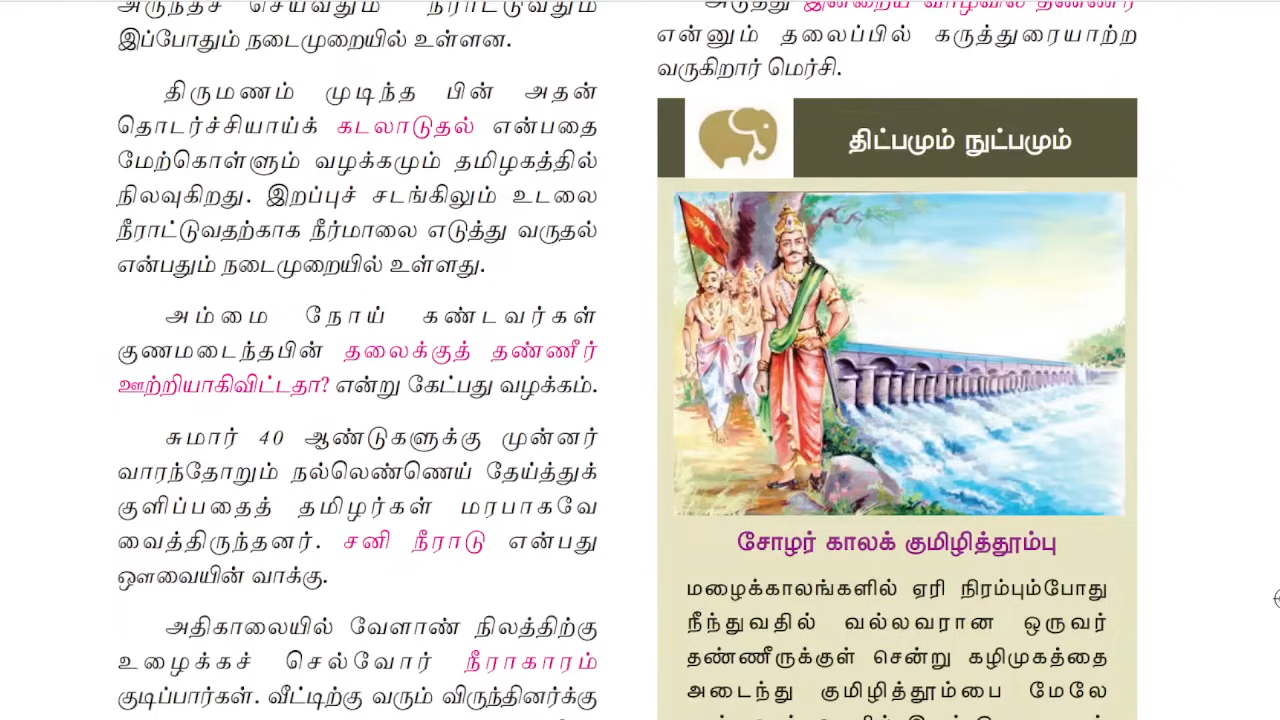 அருந்தச் செய்வதும் நீராட்டுவதும்
இப்போதும் நடைமுறையில் உள்ளன.
திருமணம் முடிந்த பின் அதன்
தொடர்ச்சியாய்க் கடலாடுதல் என்பதை
மேற்கொள்ளும் வழக்கமும் தமிழகத்தில்
நிலவுகிறது. இறப்புச் சடங்கிலும் உடலை
நீராட்டுவதற்காக நீர்மாலை எடுத்து வருதல்
என்பதும் நடைமுறையில் உள்ளது.
அம்மை நோய் கண்டவர்கள்
குணமடைந்தபின் தலைக்குத் தண்ணீர்
ஊற்றியாகிவிட்டதா? என்று கேட்பது வழக்கம்.
சுமார் 40 ஆண்டுகளுக்கு முன்னர்
வாரந்தோறும் நல்லெண்ணெய் தேய்த்துக்
குளிப்பதைத் தமிழர்கள் மரபாகவே
வைத்திருந்தனர். சனி நீராடு என்பது
ஔவையின் வாக்கு.
அதிகாலையில் வேளாண் நிலத்திற்கு
உழைக்கச் செல்வோர் நீராகாரம்
குடிப்பார்கள். வீட்டிற்கு வரும் விருந்தினர்க்கு
அடுத்து இன்றைய வாழ்வில் தண்ணீர்
என்னும் தலைப்பில் கருத்துரையாற்ற
வருகிறார் மெர்சி.
திட்பமும் நுட்பமும்
சோழர் காலக் குமிழித்தூம்பு
மழைக்காலங்களில் ஏரி நிரம்பும்போது
நீந்துவதில் வல்லவரான ஒருவர்
தண்ணீருக்குள் சென்று கழிமுகத்தை
அடைந்து குமிழித்தூம்பை மேலே